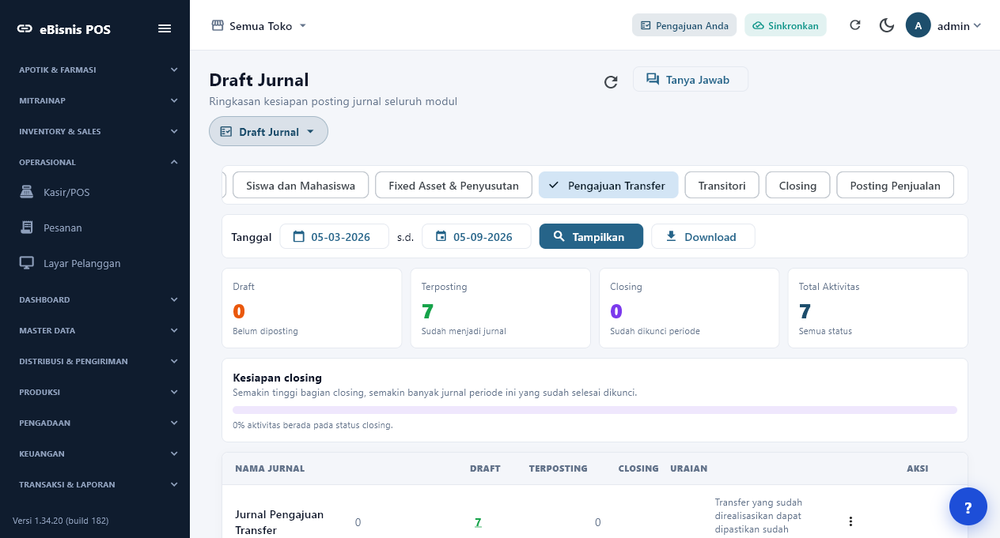 eBisnis POS
APOTIK & FARMASI
MITRAINAP
INVENTORY & SALES
OPERASIONAL
Kasir/POS
Pesanan
Layar Pelanggan
DASHBOARD
MASTER DATA
DISTRIBUSI & PENGIRIMAN
PRODUKSI
PENGADAAN
KEUANGAN
TRANSAKSI & LAPORAN
Versi 1.34.20 (build 182)
Semua Toko
Pengajuan Anda
Sinkronkan
A
admin
Draft Jurnal
Ringkasan kesiapan posting jurnal seluruh modul
Tanya Jawab
Draft Jurnal
Siswa dan Mahasiswa
Fixed Asset & Penyusutan
Pengajuan Transfer
Transitori
Closing
Posting Penjualan
Tanggal
05-03-2026
s.d.
05-09-2026
Tampilkan
Download
Draft
0
Belum diposting
Terposting
7
Sudah menjadi jurnal
Closing
0
Sudah dikunci periode
Total Aktivitas
7
Semua status
Kesiapan closing
Semakin tinggi bagian closing, semakin banyak jurnal periode ini yang sudah selesai dikunci.
0% aktivitas berada pada status closing.
NAMA JURNAL DRAFT TERPOSTING CLOSING URAIAN AKSI
Jurnal Pengajuan
Transfer
0
7
0
Transfer yang sudah
direalisasikan dapat
dipastikan sudah
?